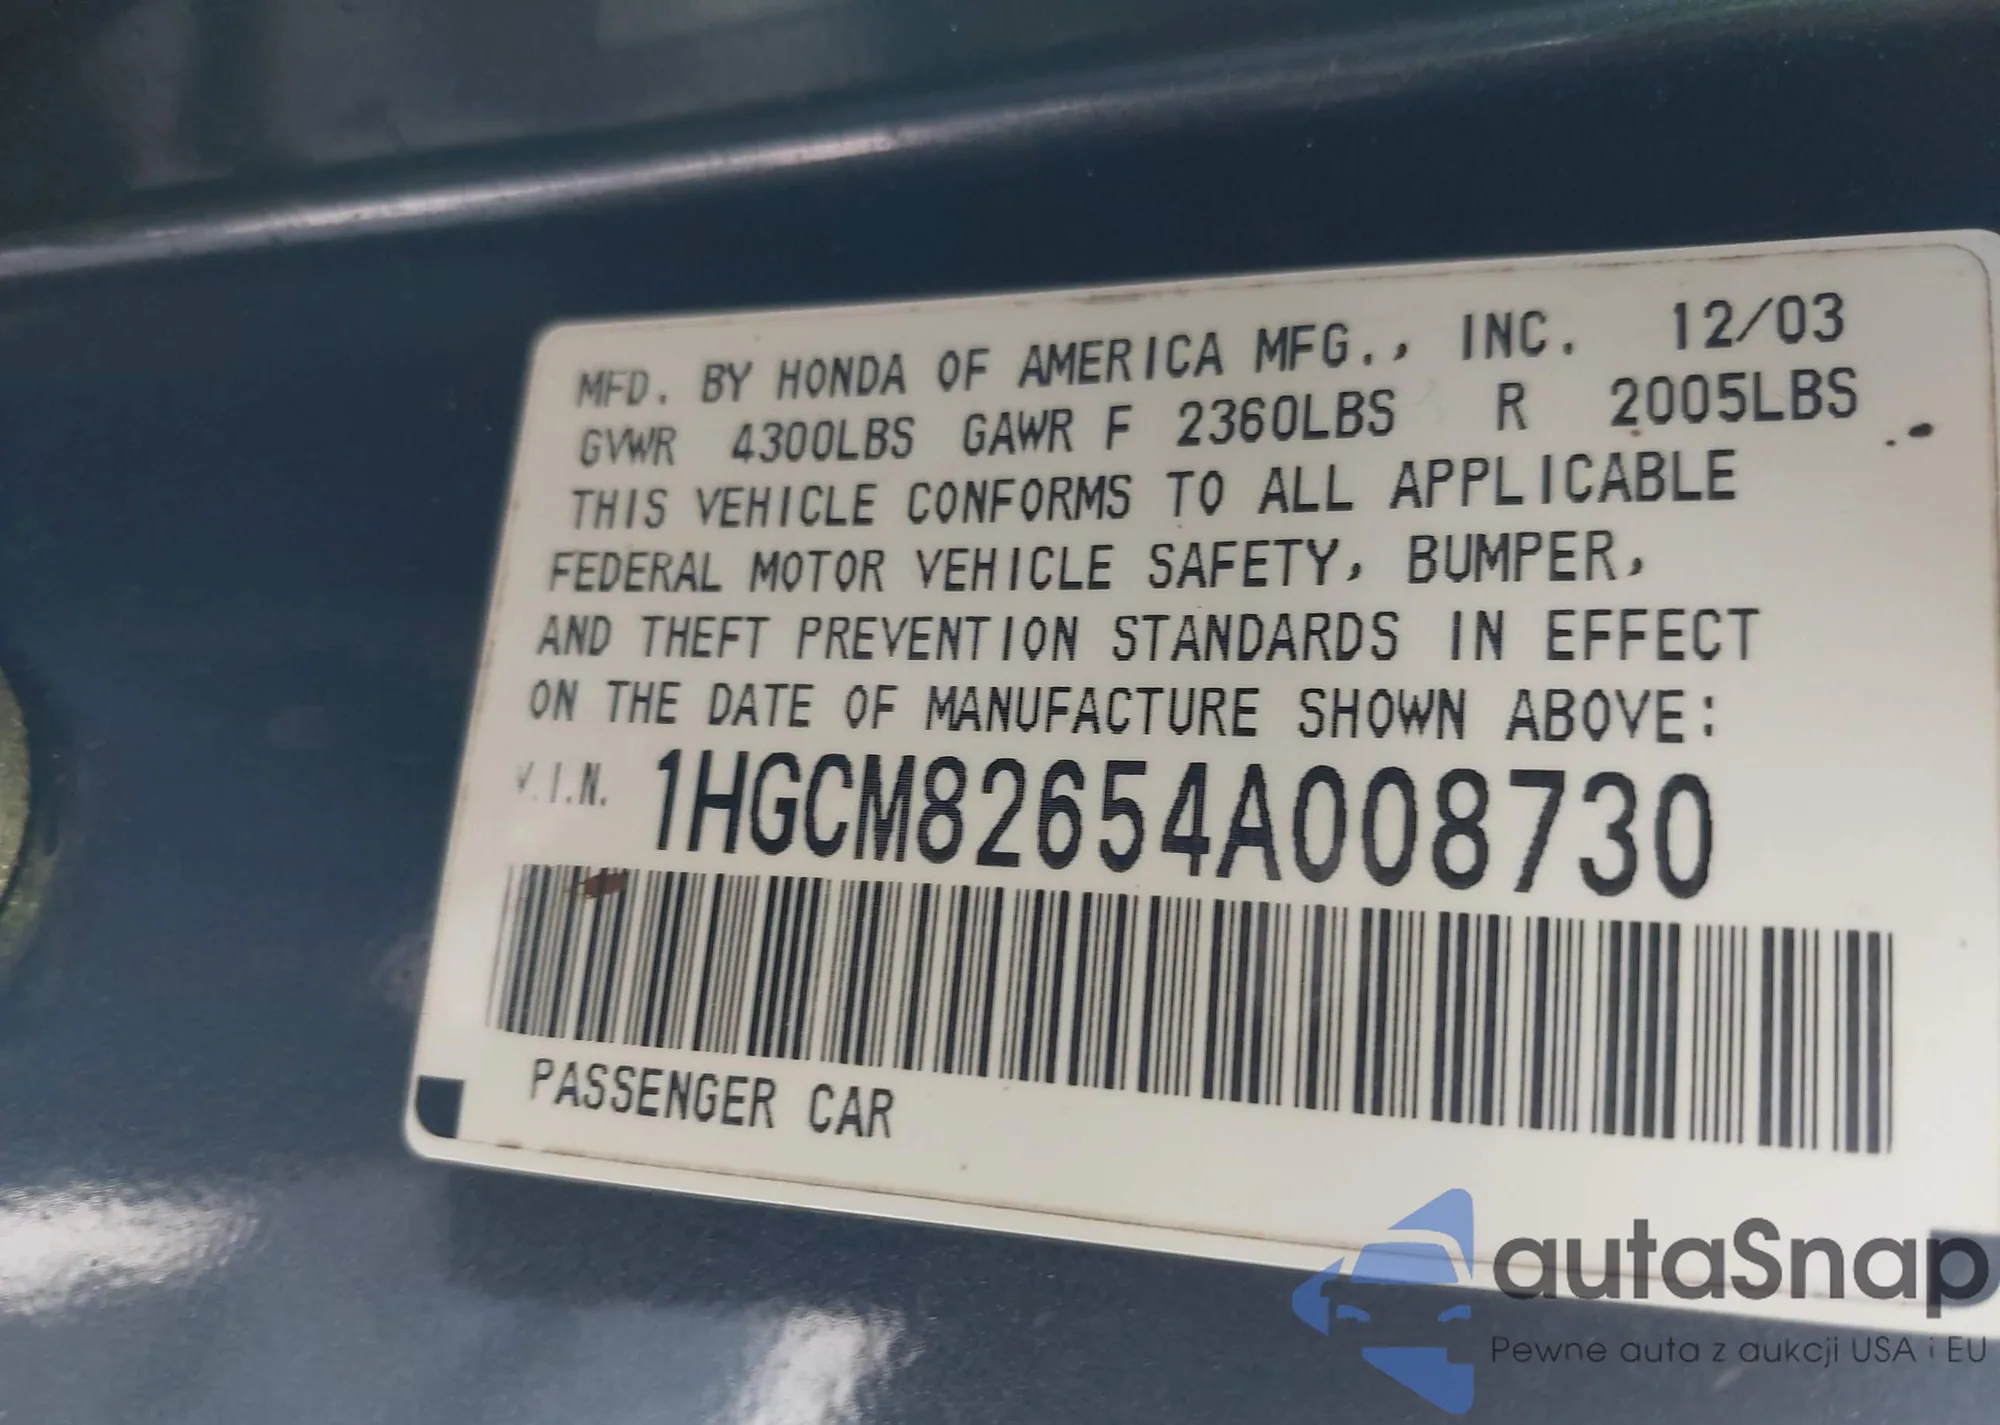 MFD. BY HONDA OF AMERICA MFG., INC. 12/03
GVWR 4300LBS GAWR F 2360LBS R 2005LBS
THIS VEHICLE CONFORMS TO ALL APPLICABLE
FEDERAL MOTOR VEHICLE SAFETY, BUMPER,
AND THEFT PREVENTION STANDARDS IN EFFECT
ON THE DATE OF MANUFACTURE SHOWN ABOVE:
V.I.N. 1HGCM82654A008730
PASSENGER CAR
autaSnap
Pewne auta z aukcji USA i EU